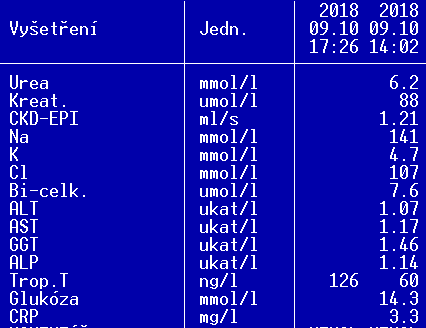 2018 2018
Vyšetření Jedn. 09.10 09.10
17:26 14:02
Urea mmol/l 6.2
Kreat. umol/l 88
CKD-EPI ml/s 1.21
Na mmol/l 141
K mmol/l 4.7
Cl mmol/l 107
Bi-celk. umol/l 7.6
ALT ukat/l 1.07
AST ukat/l 1.17
GGT ukat/l 1.46
ALP ukat/l 1.14
Trop.T ng/l 126 60
Glukóza mmol/l 14.3
CRP mg/l 3.3